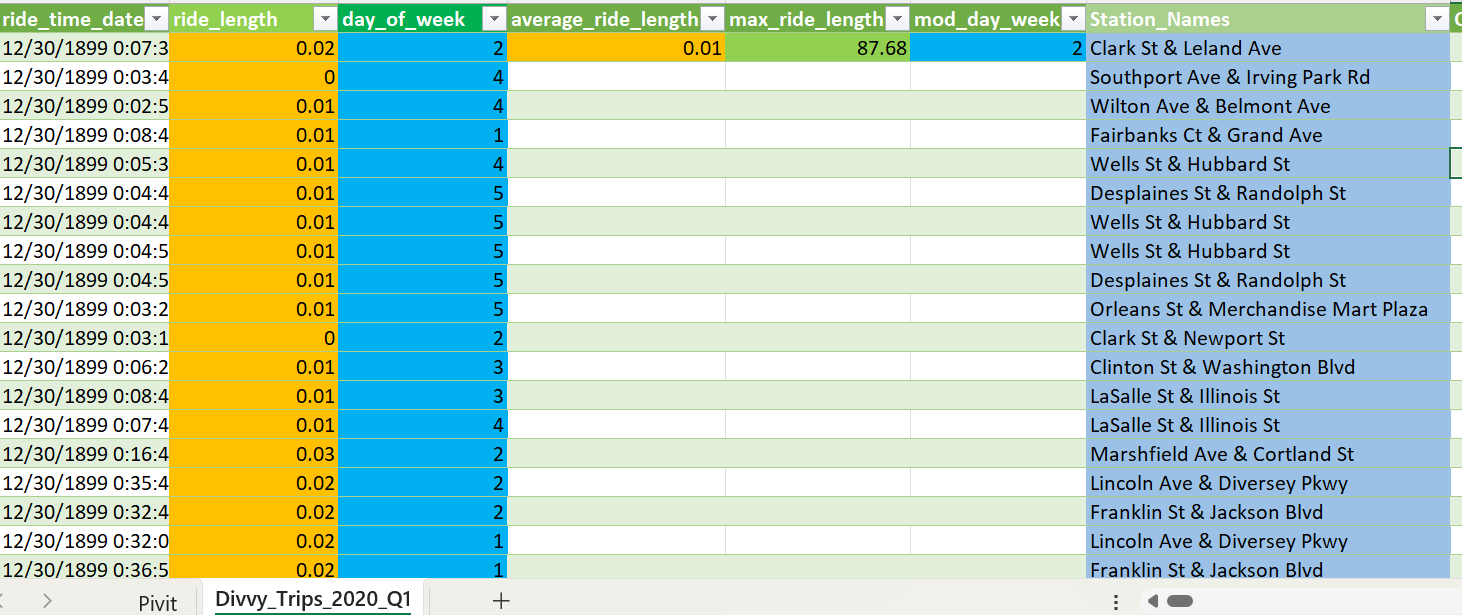 ride_time_date ride_length day_of_week average_ride_length max_ride_length mod_day_week Station_Names
12/30/1899 0:07:3 0.02 2 0.01 87.68 2 Clark St & Leland Ave
12/30/1899 0:03:4 0 4 Southport Ave & Irving Park Rd
12/30/1899 0:02:5 0.01 4 Wilton Ave & Belmont Ave
12/30/1899 0:08:4 0.01 1 Fairbanks Ct & Grand Ave
12/30/1899 0:05:3 0.01 4 Wells St & Hubbard St
12/30/1899 0:04:4 0.01 5 Desplaines St & Randolph St
12/30/1899 0:04:4 0.01 5 Wells St & Hubbard St
12/30/1899 0:04:5 0.01 5 Wells St & Hubbard St
12/30/1899 0:04:5 0.01 5 Desplaines St & Randolph St
12/30/1899 0:03:2 0.01 5 Orleans St & Merchandise Mart Plaza
12/30/1899 0:03:1 0 2 Clark St & Newport St
12/30/1899 0:06:2 0.01 3 Clinton St & Washington Blvd
12/30/1899 0:08:4 0.01 3 LaSalle St & Illinois St
12/30/1899 0:07:4 0.01 4 LaSalle St & Illinois St
12/30/1899 0:16:4 0.03 2 Marshfield Ave & Cortland St
12/30/1899 0:35:4 0.02 2 Lincoln Ave & Diversey Pkwy
12/30/1899 0:32:4 0.02 2 Franklin St & Jackson Blvd
12/30/1899 0:32:0 0.02 1 Lincoln Ave & Diversey Pkwy
12/30/1899 0:36:5 0.02 1 Franklin St & Jackson Blvd
Pivit Divvy_Trips_2020_Q1